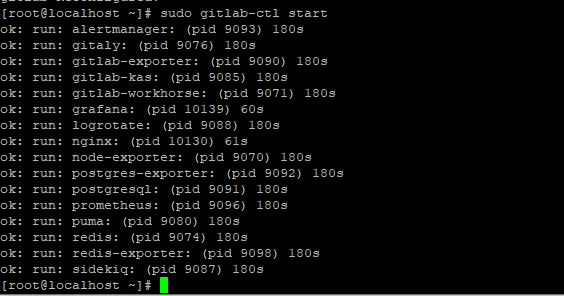 [root@localhost ~]# sudo gitlab-ctl start
ok: run: alertmanager: (pid 9093) 180s
ok: run: gitaly: (pid 9076) 180s
ok: run: gitlab-exporter: (pid 9090) 180s
ok: run: gitlab-kas: (pid 9085) 180s
ok: run: gitlab-workhorse: (pid 9071) 180s
ok: run: grafana: (pid 10139) 60s
ok: run: logrotate: (pid 9088) 180s
ok: run: nginx: (pid 10130) 61s
ok: run: node-exporter: (pid 9070) 180s
ok: run: postgres-exporter: (pid 9092) 180s
ok: run: postgresql: (pid 9091) 180s
ok: run: prometheus: (pid 9096) 180s
ok: run: puma: (pid 9080) 180s
ok: run: redis: (pid 9074) 180s
ok: run: redis-exporter: (pid 9098) 180s
ok: run: sidekiq: (pid 9087) 180s
[root@localhost ~]#